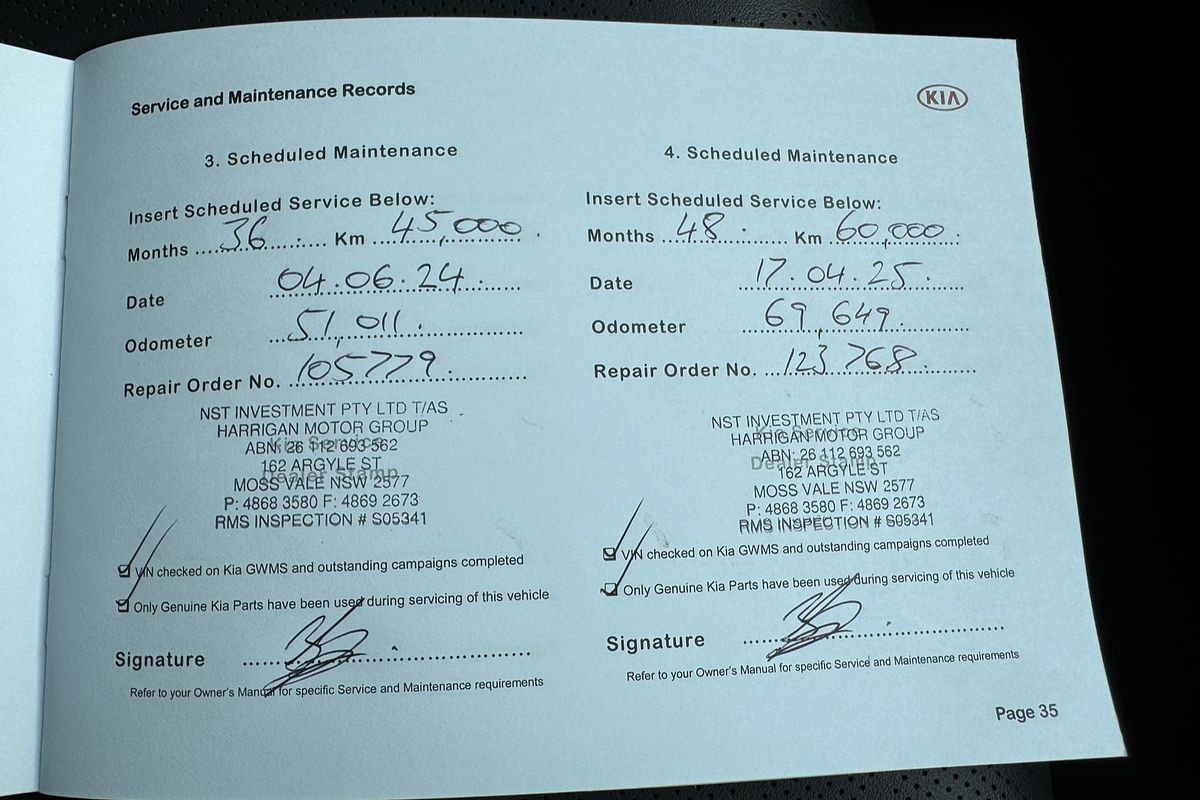 Service and Maintenance Records
KIA
3. Scheduled Maintenance
Insert Scheduled Service Below:
Months 36 Km 45,000
Date 04.06.24
Odometer 51,011
Repair Order No. 105779
NST INVESTMENT PTY LTD T/AS
HARRIGAN MOTOR GROUP
Kia Service
ABN: 26 112 693 562
162 ARGYLE ST
Dealer Stamp
MOSS VALE NSW 2577
P: 4868 3580 F: 4869 2673
RMS INSPECTION # S05341
VIN checked on Kia GWMS and outstanding campaigns completed
Only Genuine Kia Parts have been used during servicing of this vehicle
Signature
Refer to your Owner's Manual for specific Service and Maintenance requirements
4. Scheduled Maintenance
Insert Scheduled Service Below:
Months 48 Km 60,000
Date 17.04.25
Odometer 69,649
Repair Order No. 123768
NST INVESTMENT PTY LTD T/AS
Kia Service
HARRIGAN MOTOR GROUP
ABN: 26 112 693 562
Dealer Stamp
162 ARGYLE ST
MOSS VALE NSW 2577
P: 4868 3580 F: 4869 2673
RMS INSPECTION # S05341
VIN checked on Kia GWMS and outstanding campaigns completed
Only Genuine Kia Parts have been used during servicing of this vehicle
Signature
Refer to your Owner's Manual for specific Service and Maintenance requirements
Page 35